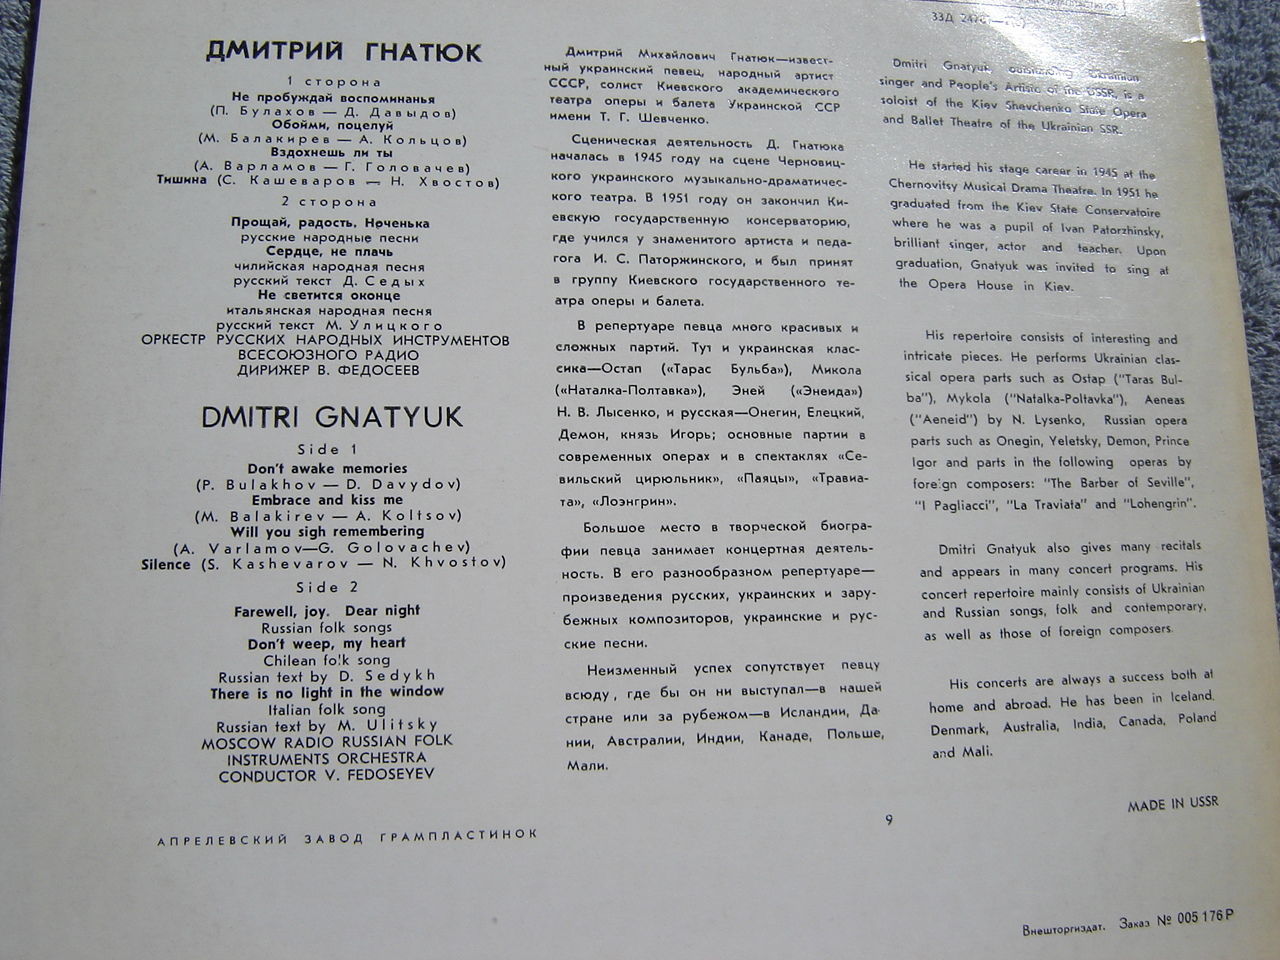 ДМИТРИЙ ГНАТЮК
1 сторона
Не пробуждай воспоминанья
(П. Булахов — Д. Давыдов)
Обойми, поцелуй
(М. Балакирев — А. Кольцов)
Вздохнешь ли ты
(А. Варламов — Г. Головачев)
Тишина (С. Кашеваров — Н. Хвостов)
2 сторона
Прощай, радость. Ноченька
русские народные песни
Сердце, не плачь
чилийская народная песня
русский текст Д. Седых
Не светится оконце
итальянская народная песня
русский текст М. Улицкого
ОРКЕСТР РУССКИХ НАРОДНЫХ ИНСТРУМЕНТОВ
ВСЕСОЮЗНОГО РАДИО
ДИРИЖЕР В. ФЕДОСЕЕВ
DMITRI GNATYUK
Side 1
Don't awake memories
(P. Bulakhov — D. Davydov)
Embrace and kiss me
(M. Balakirev — A. Koltsov)
Will you sigh remembering
(A. Varlamov—G. Golovachev)
Silence (S. Kashevarov — N. Khvostov)
Side 2
Farewell, joy. Dear night
Russian folk songs
Don't weep, my heart
Chilean folk song
Russian text by D. Sedykh
There is no light in the window
Italian folk song
Russian text by M. Ulitsky
MOSCOW RADIO RUSSIAN FOLK
INSTRUMENTS ORCHESTRA
CONDUCTOR V. FEDOSEYEV
АПРЕЛЕВСКИЙ ЗАВОД ГРАМПЛАСТИНОК
Дмитрий Михайлович Гнатюк—извест-
ный украинский певец, народный артист
СССР, солист Киевского академического
театра оперы и балета Украинской ССР
имени Т. Г. Шевченко.
Сценическая деятельность Д. Гнатюка
началась в 1945 году на сцене Черновиц-
кого украинского музыкально-драматичес-
кого театра. В 1951 году он закончил Ки-
евскую государственную консерваторию,
где учился у знаменитого артиста и педа-
гога И. С. Паторжинского, и был принят
в группу Киевского государственного те-
атра оперы и балета.
В репертуаре певца много красивых и
сложных партий. Тут и украинская клас-
сика—Остап («Тарас Бульба»), Микола
(«Наталка-Полтавка»), Эней («Энеида»)
Н. В. Лысенко, и русская—Онегин, Елецкий,
Демон, князь Игорь; основные партии в
современных операх и в спектаклях «Се-
вильский цирюльник», «Паяцы», «Травиа-
та», «Лоэнгрин».
Большое место в творческой биогра-
фии певца занимает концертная деятель-
ность. В его разнообразном репертуаре—
произведения русских, украинских и зару-
бежных композиторов, украинские и рус-
ские песни.
Неизменный успех сопутствует певцу
всюду, где бы он ни выступал—в нашей
стране или за рубежом—в Исландии, Да-
нии, Австралии, Индии, Канаде, Польше,
Мали.
33Д
Dmitri Gnatyuk outstanding Ukrainian
singer and People's Artiste of the USSR, is a
soloist of the Kiev Shevchenko State Opera
and Ballet Theatre of the Ukrainian SSR.
He started his stage career in 1945 at the
Chernovitsy Musical Drama Theatre. In 1951 he
graduated from the Kiev State Conservatoire
where he was a pupil of Ivan Patorzhinsky,
brilliant singer, actor and teacher. Upon
graduation, Gnatyuk was invited to sing at
the Opera House in Kiev.
His repertoire consists of interesting and
intricate pieces. He performs Ukrainian clas-
sical opera parts such as Ostap ("Taras Bul-
ba"), Mykola ("Natalka-Poltavka"), Aeneas
("Aeneid") by N. Lysenko, Russian opera
parts such as Onegin, Yeletsky, Demon, Prince
Igor and parts in the following operas by
foreign composers: "The Barber of Seville",
"I Pagliacci", "La Traviata" and "Lohengrin".
Dmitri Gnatyuk also gives many recitals
and appears in many concert programs. His
concert repertoire mainly consists of Ukrainian
and Russian songs, folk and contemporary,
as well as those of foreign composers.
His concerts are always a success both at
home and abroad. He has been in Iceland,
Denmark, Australia, India, Canada, Poland
and Mali.
MADE IN USSR
9
Внешторгиздат. Заказ № 005176Р